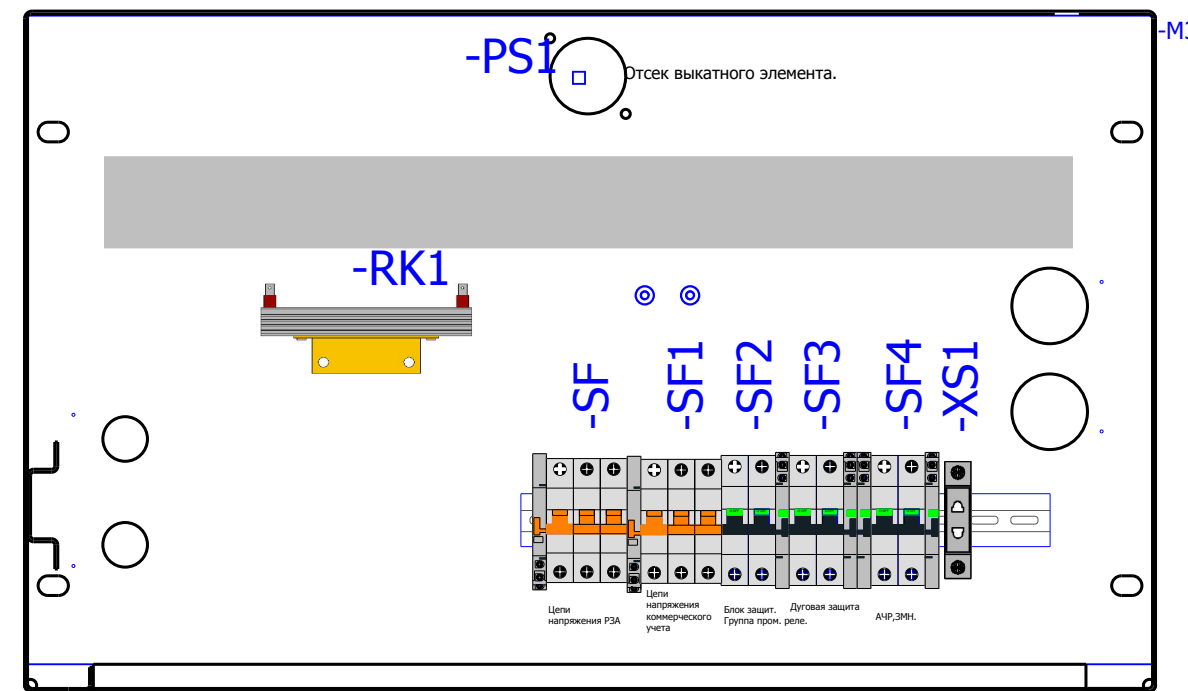 -М3
-PS1
Отсек выкатного элемента.
-RK1
-SF
-SF1
-SF2
-SF3
-SF4
-XS1
Цепи
напряжения РЗА
Цепи
напряжения
коммерческого
учета
Блок защит.
Группа пром. реле.
Дуговая защита
АЧР,ЗМН.